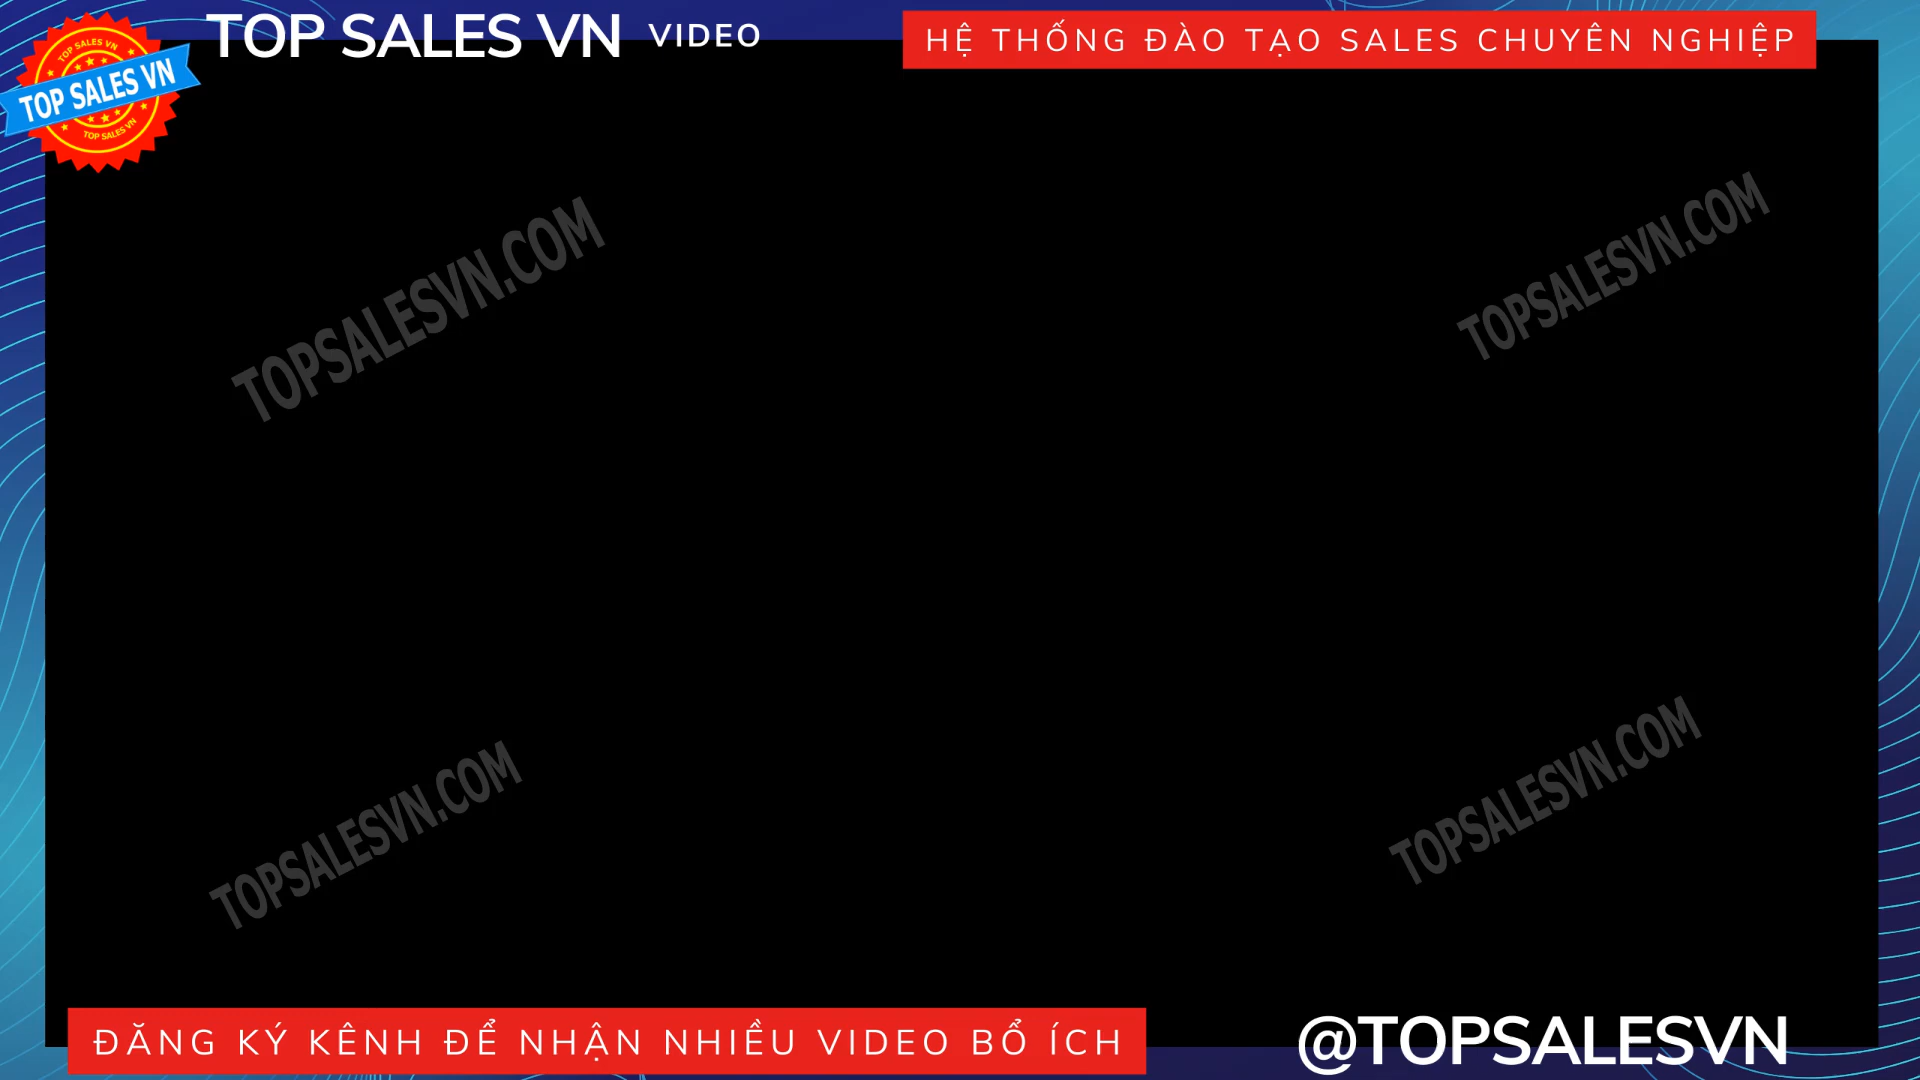 TOP SALES VN VIDEO
HỆ THỐNG ĐÀO TẠO SALES CHUYÊN NGHIỆP
TOP SALES VN
TOP SALES VN
TOP SALES VN
TOPSALESVN.COM
TOPSALESVN.COM
TOPSALESVN.COM
TOPSALESVN.COM
ĐĂNG KÝ KÊNH ĐỂ NHẬN NHIỀU VIDEO BỔ ÍCH
@TOPSALESVN